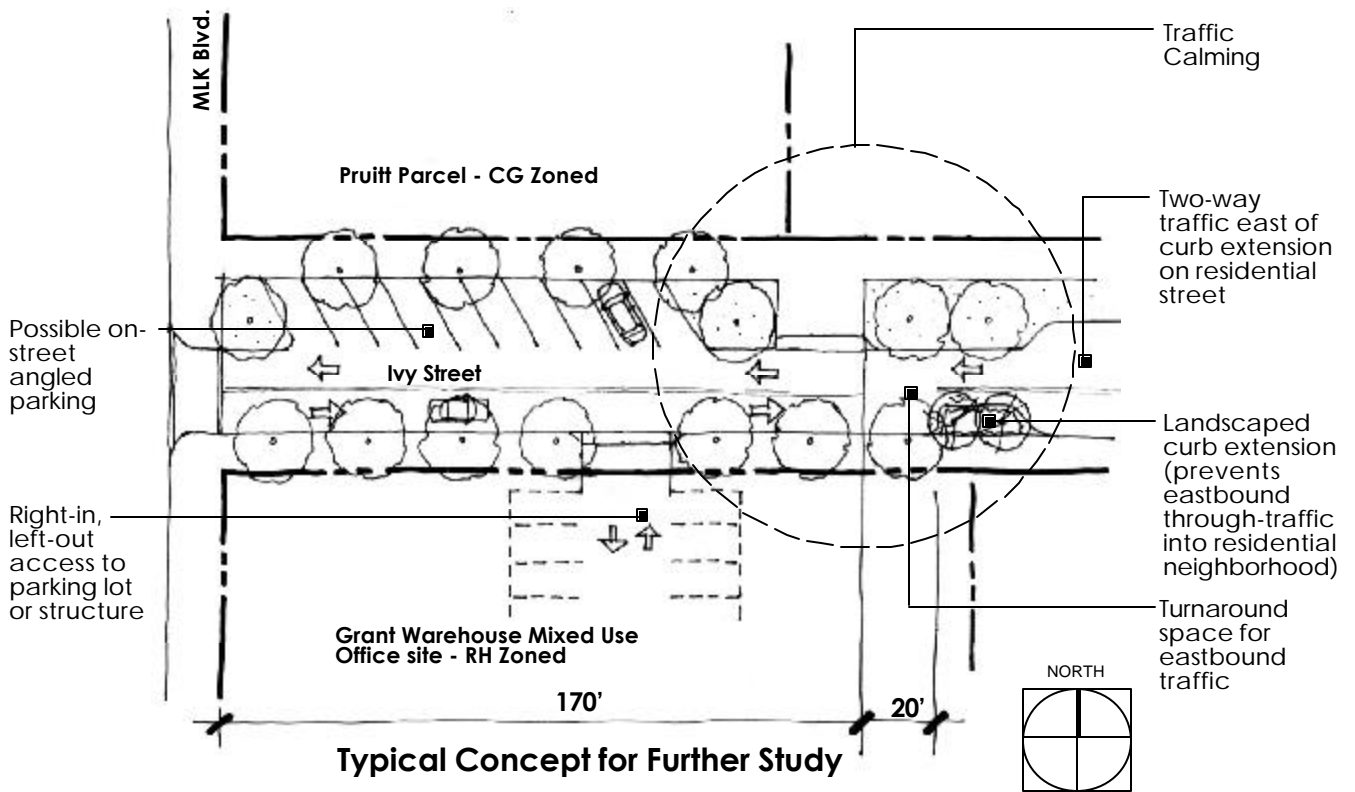 MLK Blvd.
Traffic
Calming
Pruitt Parcel - CG Zoned
Two-way
traffic east of
curb extension
on residential
street
Possible on-
street
angled
parking
Ivy Street
Landscaped
curb extension
(prevents
eastbound
through-traffic
into residential
neighborhood)
Right-in,
left-out
access to
parking lot
or structure
Turnaround
space for
eastbound
traffic
Grant Warehouse Mixed Use
Office site - RH Zoned
NORTH
170'
20'
Typical Concept for Further Study